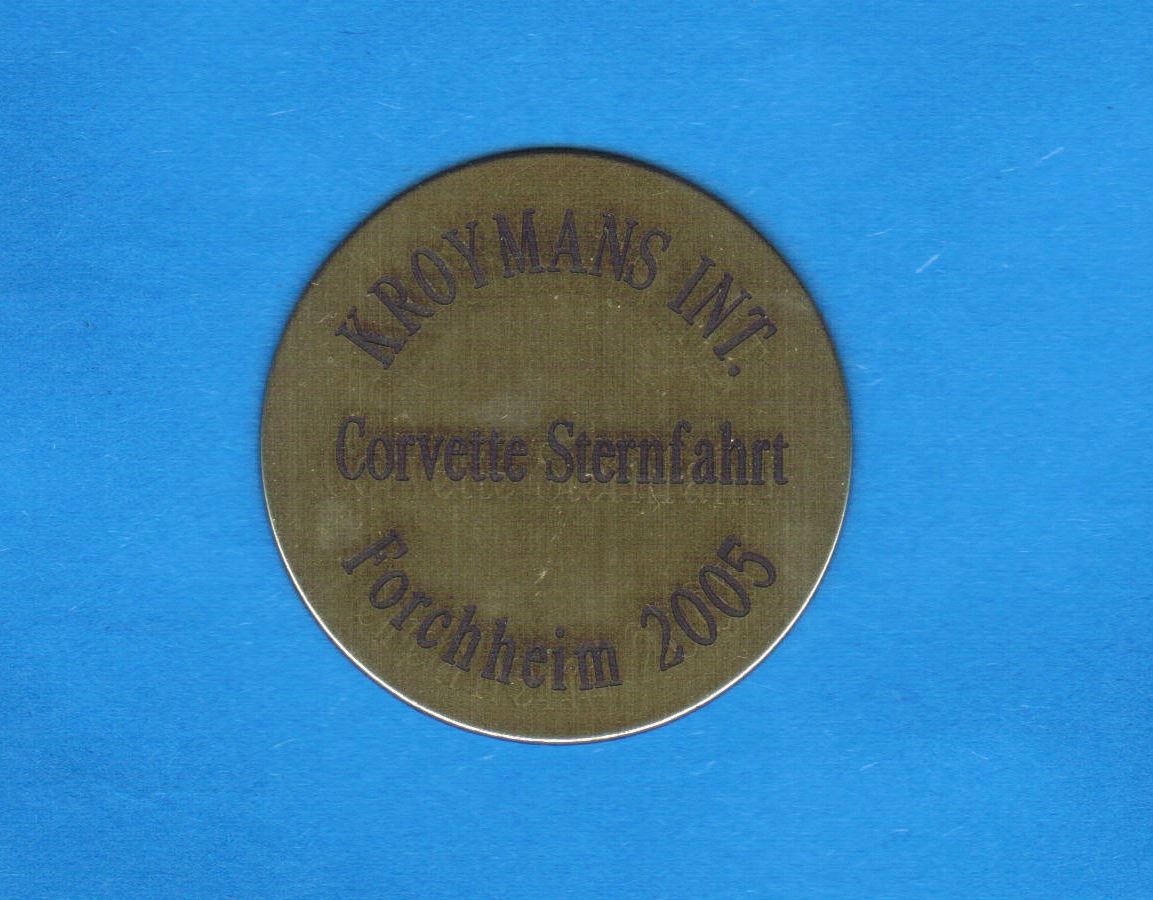 KROYMANS INT.
Corvette Sternfahrt
Forchheim 2005